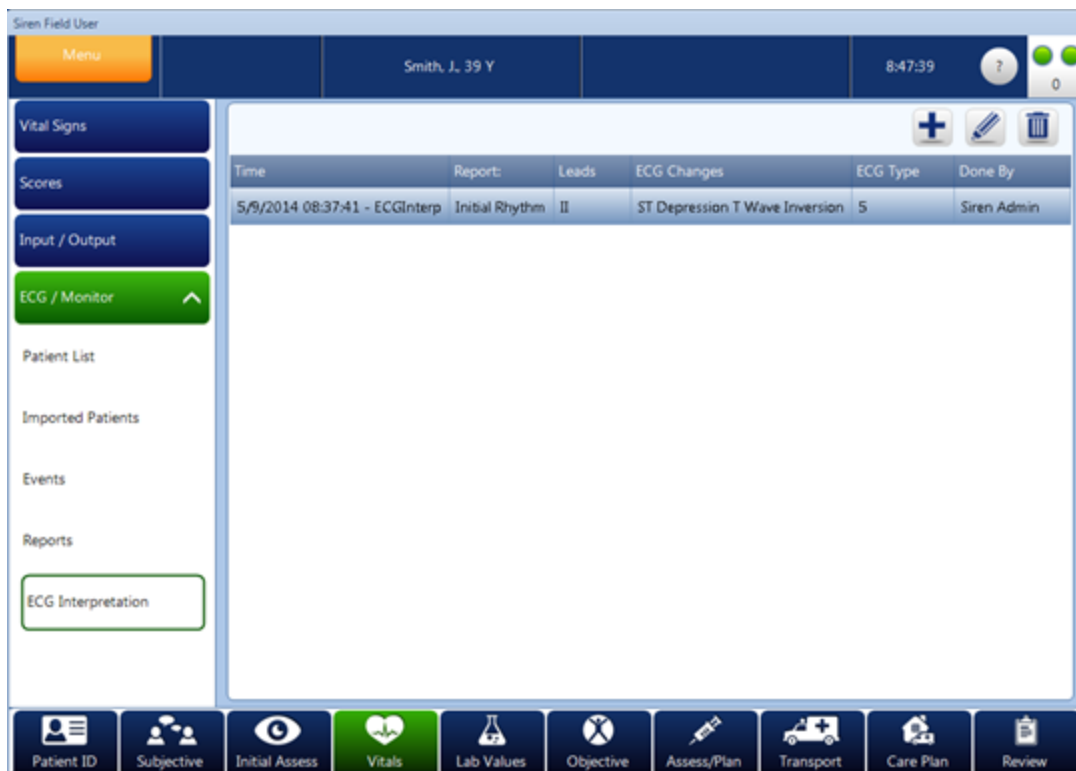 Siren Field User
Menu
Smith, J., 39 Y
8:47:39
?
0
Vital Signs
Scores
Input / Output
ECG / Monitor
Patient List
Imported Patients
Events
Reports
ECG Interpretation
Time Report: Leads ECG Changes ECG Type Done By
5/9/2014 08:37:41 - ECGInterp Initial Rhythm II ST Depression T Wave Inversion 5 Siren Admin
Patient ID Subjective Initial Assess Vitals Lab Values Objective Assess/Plan Transport Care Plan Review